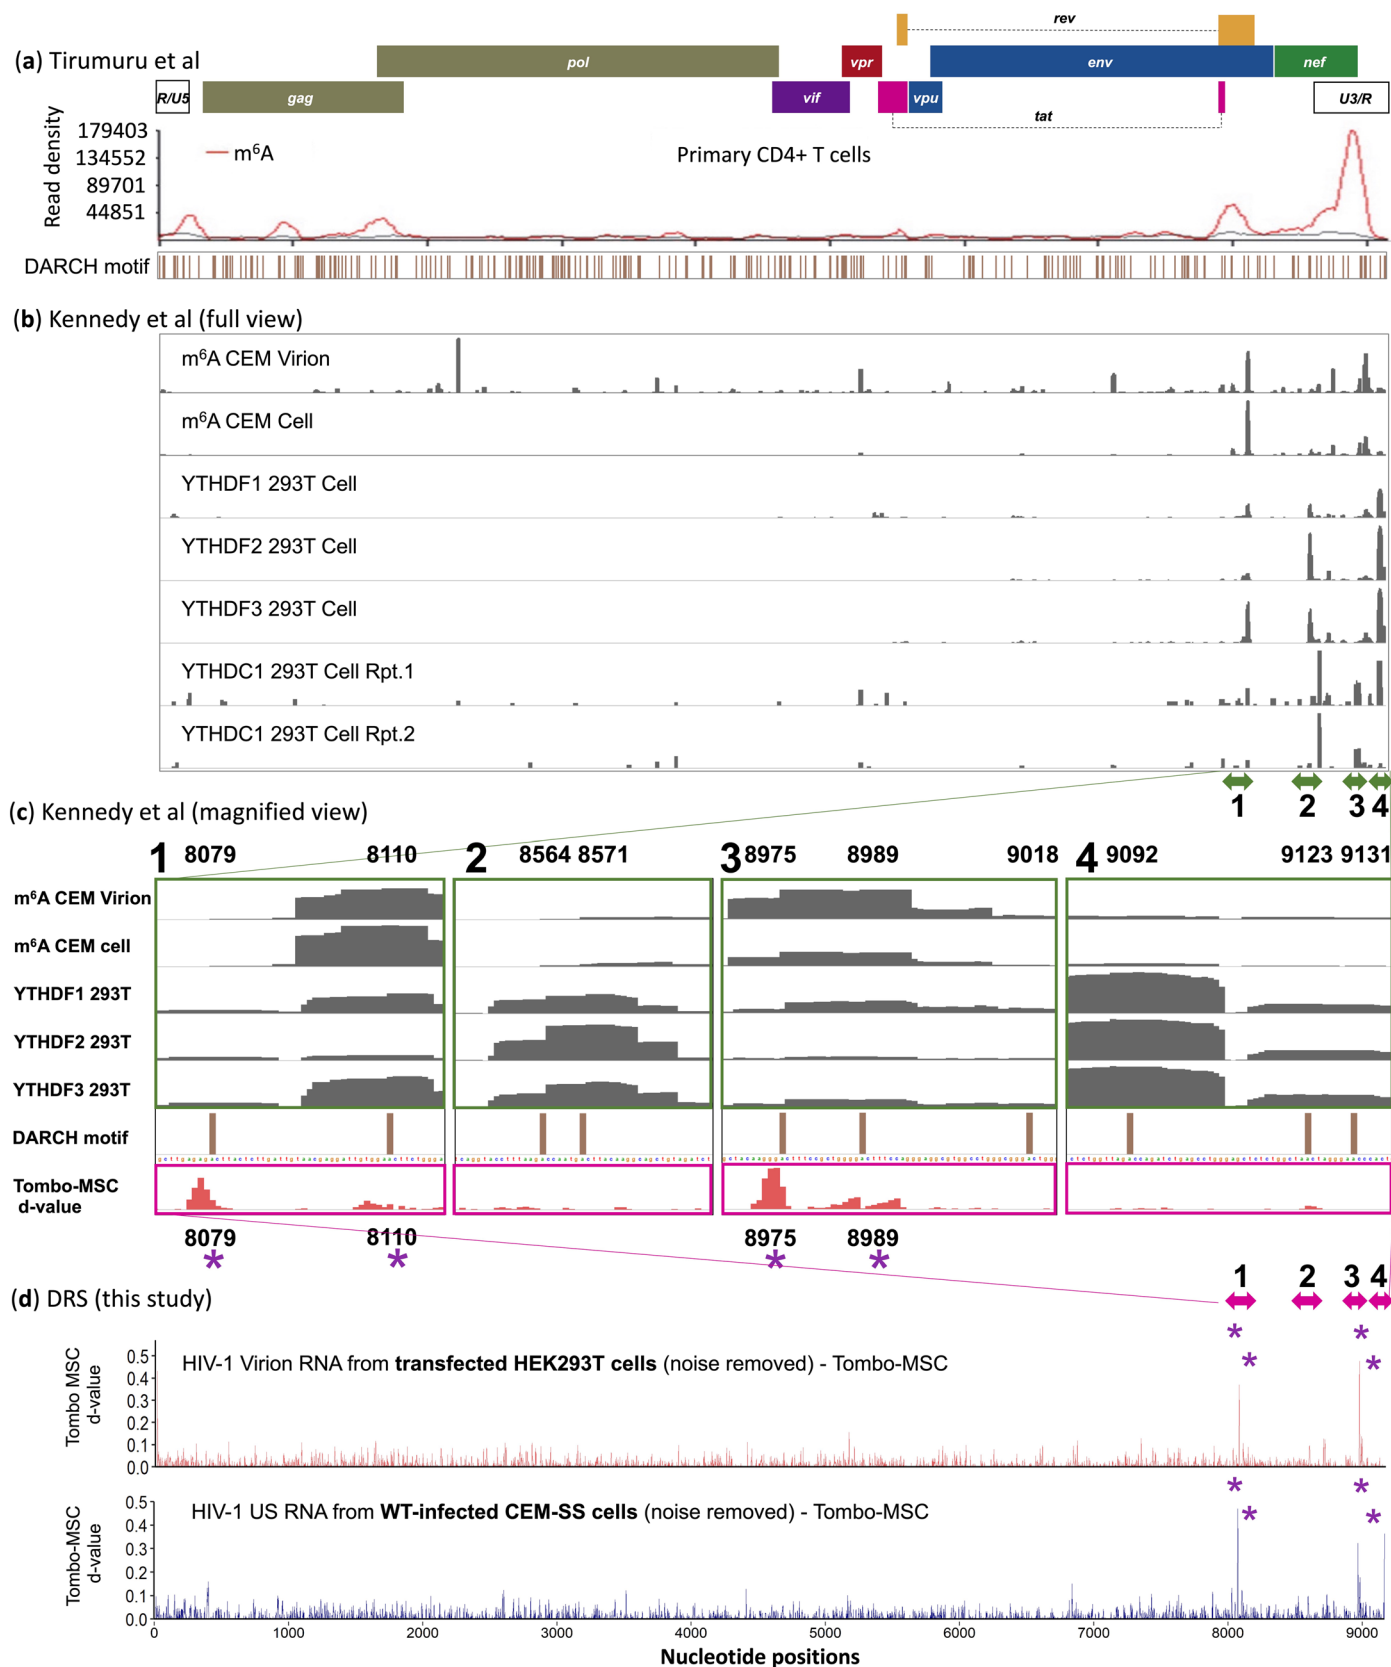 rev
(a) Tirumuru et al
pol
vpr
env
nef
R/U5
gag
vif
vpu
U3/R
tat
179403
134552
89701
44851
Read density
m⁶A
Primary CD4+ T cells
DARCH motif
(b) Kennedy et al (full view)
m⁶A CEM Virion
m⁶A CEM Cell
YTHDF1 293T Cell
YTHDF2 293T Cell
YTHDF3 293T Cell
YTHDC1 293T Cell Rpt.1
YTHDC1 293T Cell Rpt.2
1 2 3 4
(c) Kennedy et al (magnified view)
1 8079 8110 2 8564 8571 3 8975 8989 9018 4 9092 9123 9131
m⁶A CEM Virion
m⁶A CEM cell
YTHDF1 293T
YTHDF2 293T
YTHDF3 293T
DARCH motif
Tombo-MSC
d-value
8079 8110 8975 8989
* * * *
1 2 3 4
(d) DRS (this study)
* *
* *
HIV-1 Virion RNA from transfected HEK293T cells (noise removed) - Tombo-MSC
Tombo MSC
d-value
0.5
0.4
0.3
0.2
0.1
0.0
* *
* *
HIV-1 US RNA from WT-infected CEM-SS cells (noise removed) - Tombo-MSC
Tombo-MSC
d-value
0.5
0.4
0.3
0.2
0.1
0.0
0 1000 2000 3000 4000 5000 6000 7000 8000 9000
Nucleotide positions